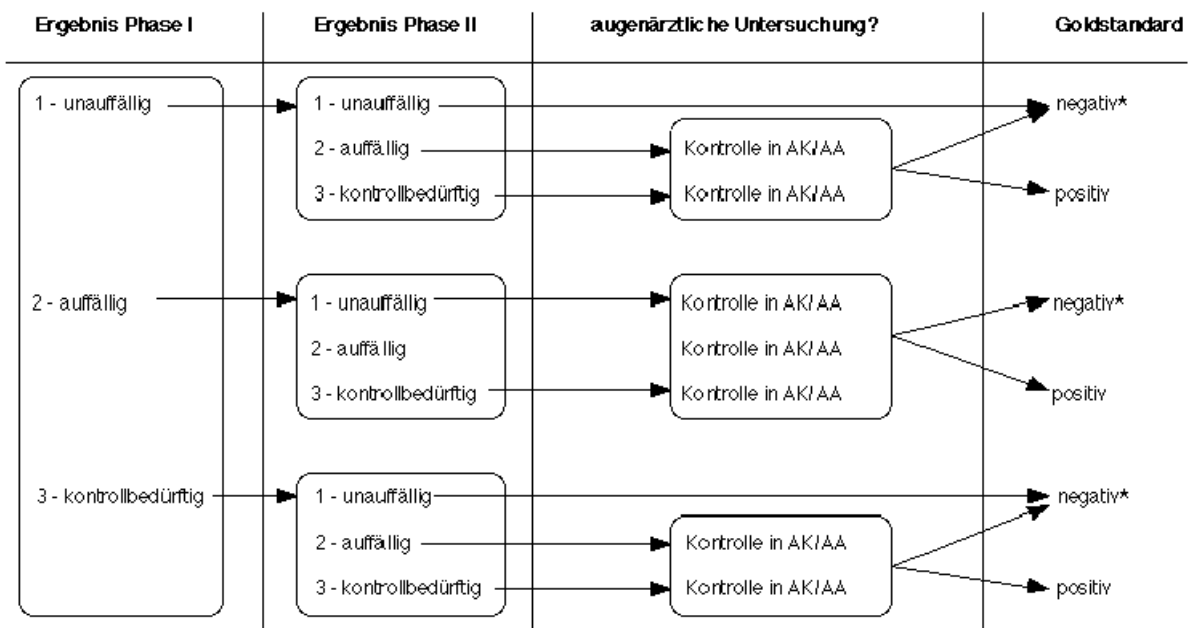 Ergebnis Phase I Ergebnis Phase II augenärztliche Untersuchung? Goldstandard
1 - unauffällig 1 - unauffällig negativ*
2 - auffällig Kontrolle in AK/AA
3 - kontrollbedürftig Kontrolle in AK/AA positiv
2 - auffällig 1 - unauffällig Kontrolle in AK/AA negativ*
2 - auffällig Kontrolle in AK/AA
3 - kontrollbedürftig Kontrolle in AK/AA positiv
3 - kontrollbedürftig 1 - unauffällig negativ*
2 - auffällig Kontrolle in AK/AA
3 - kontrollbedürftig Kontrolle in AK/AA positiv